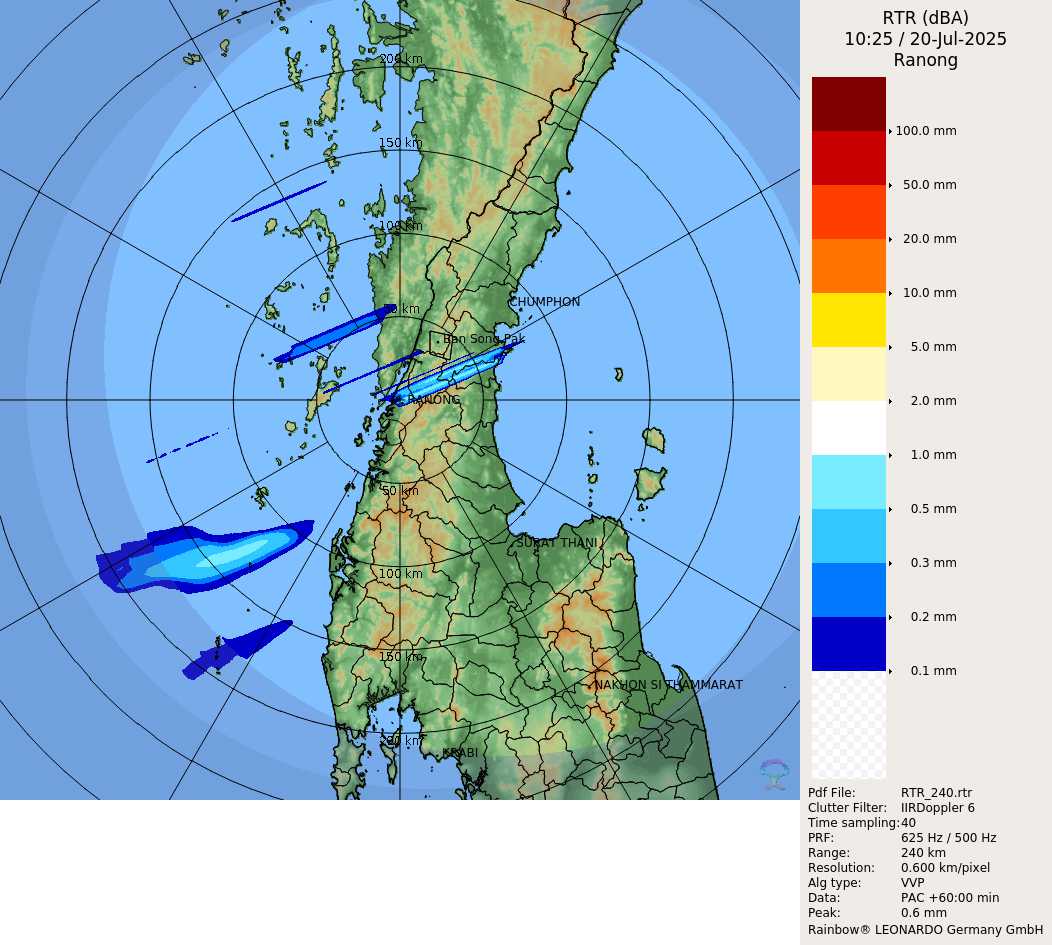 RTR (dBA)
10:25 / 20-Jul-2025
Ranong
200 km
150 km
100 km
CHUMPHON
Ban Song Pak
RANONG
50 km
SURAT THANI
100 km
150 km
NAKHON SI THAMMARAT
KRABI
100.0 mm
50.0 mm
20.0 mm
10.0 mm
5.0 mm
2.0 mm
1.0 mm
0.5 mm
0.3 mm
0.2 mm
0.1 mm
Pdf File: RTR_240.rtr
Clutter Filter: IIRDoppler 6
Time sampling: 40
PRF: 625 Hz / 500 Hz
Range: 240 km
Resolution: 0.600 km/pixel
Alg type: VVP
Data: PAC +60:00 min
Peak: 0.6 mm
Rainbow® LEONARDO Germany GmbH